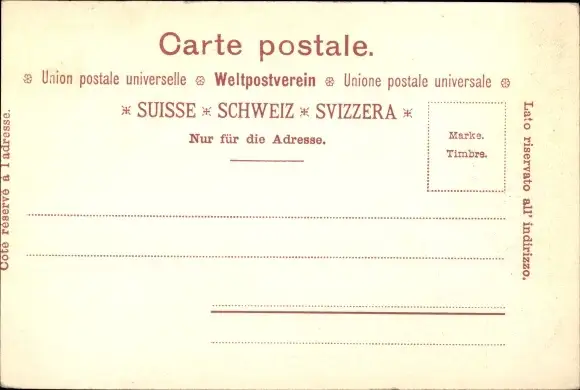 Carte postale.
Union postale universelle Weltpostverein Unione postale universale
SUISSE SCHWEIZ SVIZZERA
Nur für die Adresse.
Marke.
Timbre.
Côté réservé à l'adresse.
Lato riservato all' indirizzo.